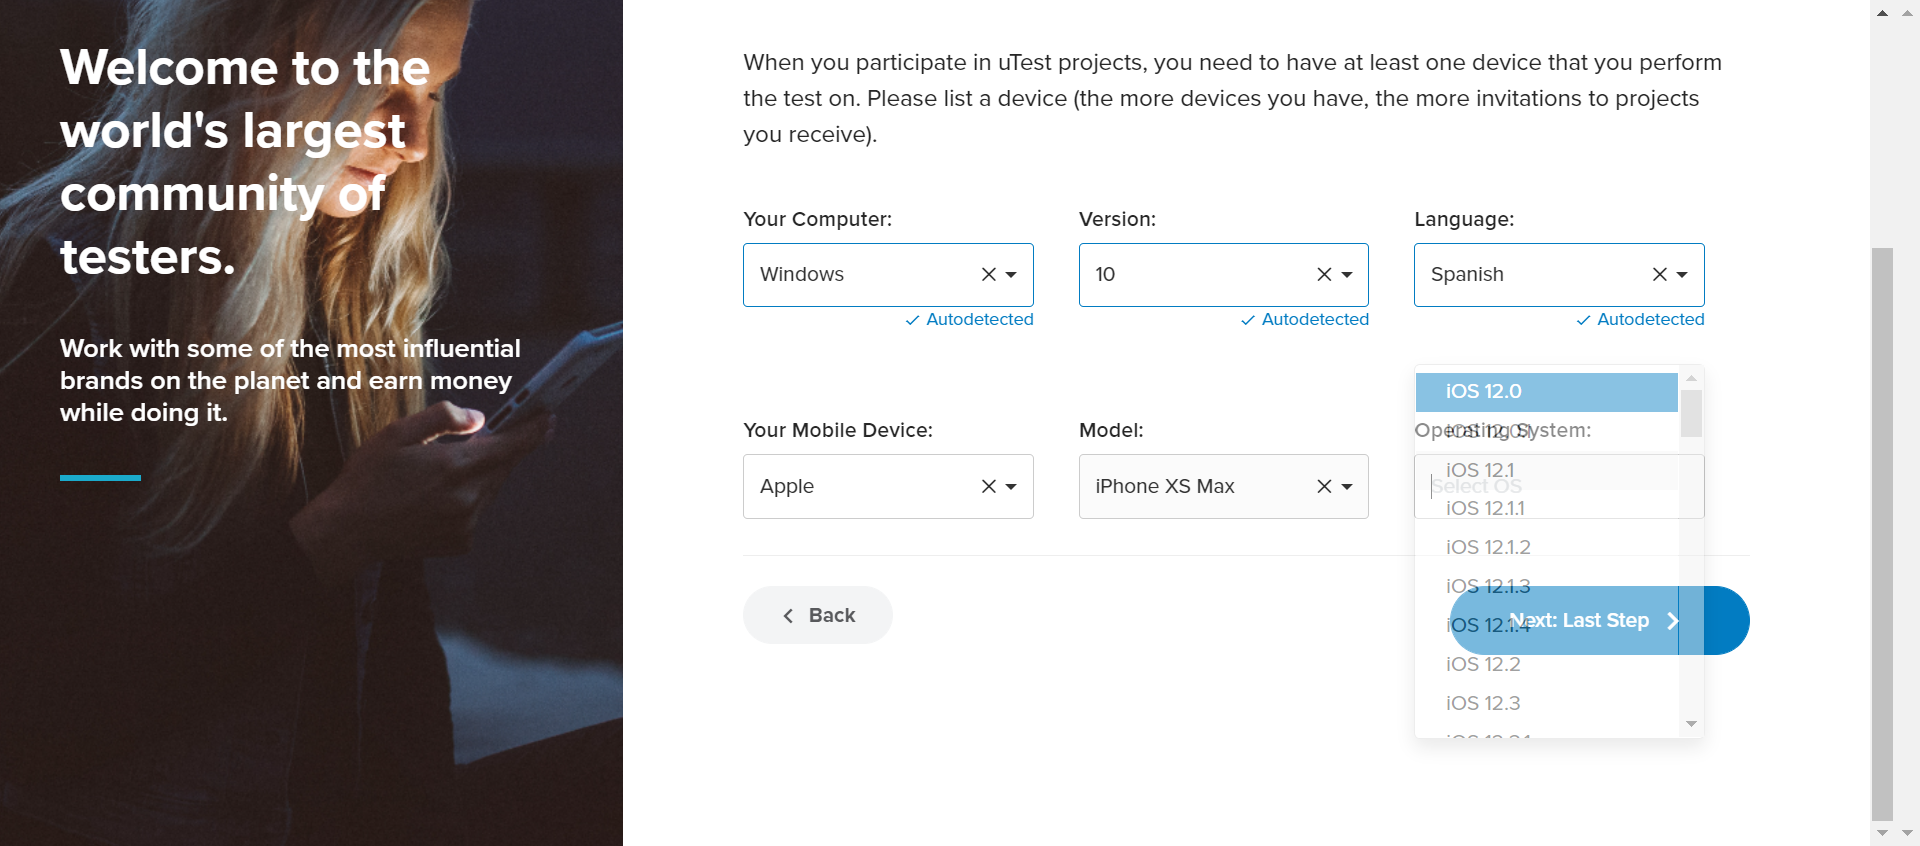 Welcome to the
world's largest
community of
testers.
Work with some of the most influential
brands on the planet and earn money
while doing it.
When you participate in uTest projects, you need to have at least one device that you perform
the test on. Please list a device (the more devices you have, the more invitations to projects
you receive).
Your Computer:
Version:
Language:
Windows
10
Spanish
Autodetected
Autodetected
Autodetected
Your Mobile Device:
Model:
Operating System:
Apple
iPhone XS Max
Select OS
iOS 12.0
iOS 12.0.1
iOS 12.1
iOS 12.1.1
iOS 12.1.2
iOS 12.1.3
iOS 12.1.4
iOS 12.2
iOS 12.3
Back
Next: Last Step